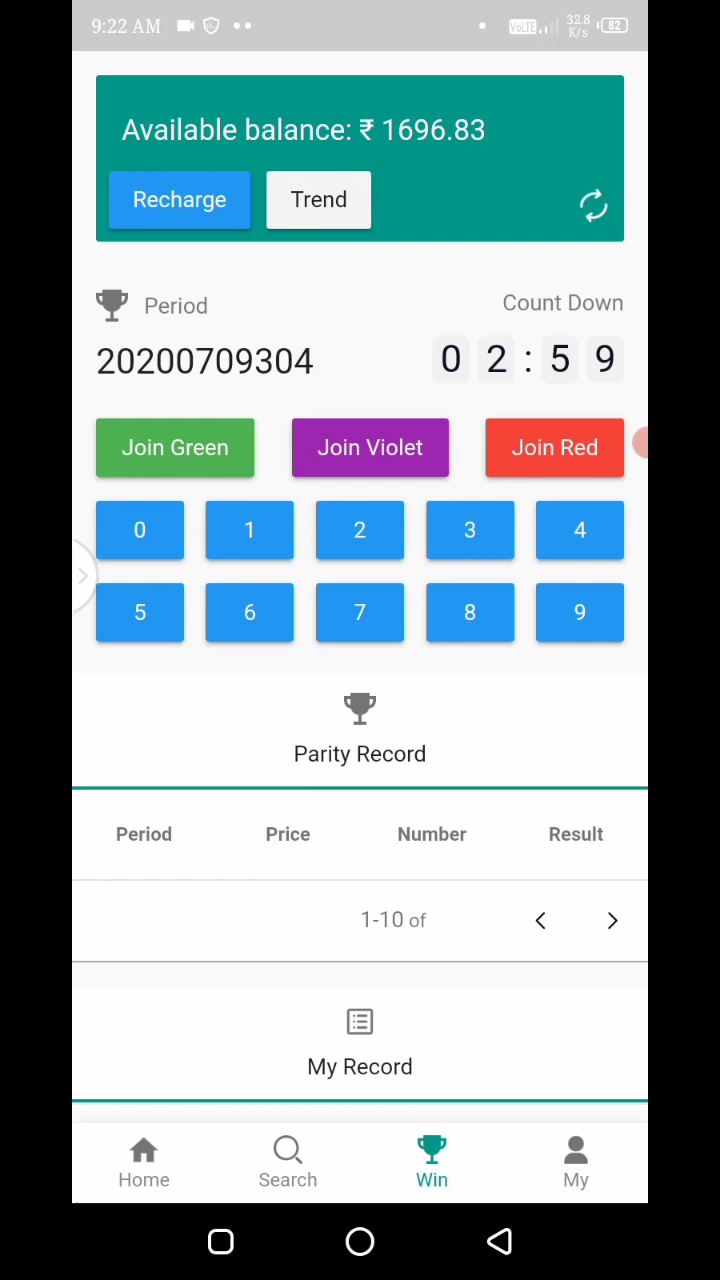 9:22 AM VoLTE 32.8 K/s 82
Available balance: ₹ 1696.83
Recharge Trend
Period Count Down
20200709304 0 2 : 5 9
Join Green Join Violet Join Red
0 1 2 3 4
5 6 7 8 9
Parity Record
Period Price Number Result
1-10 of
My Record
Home Search Win My